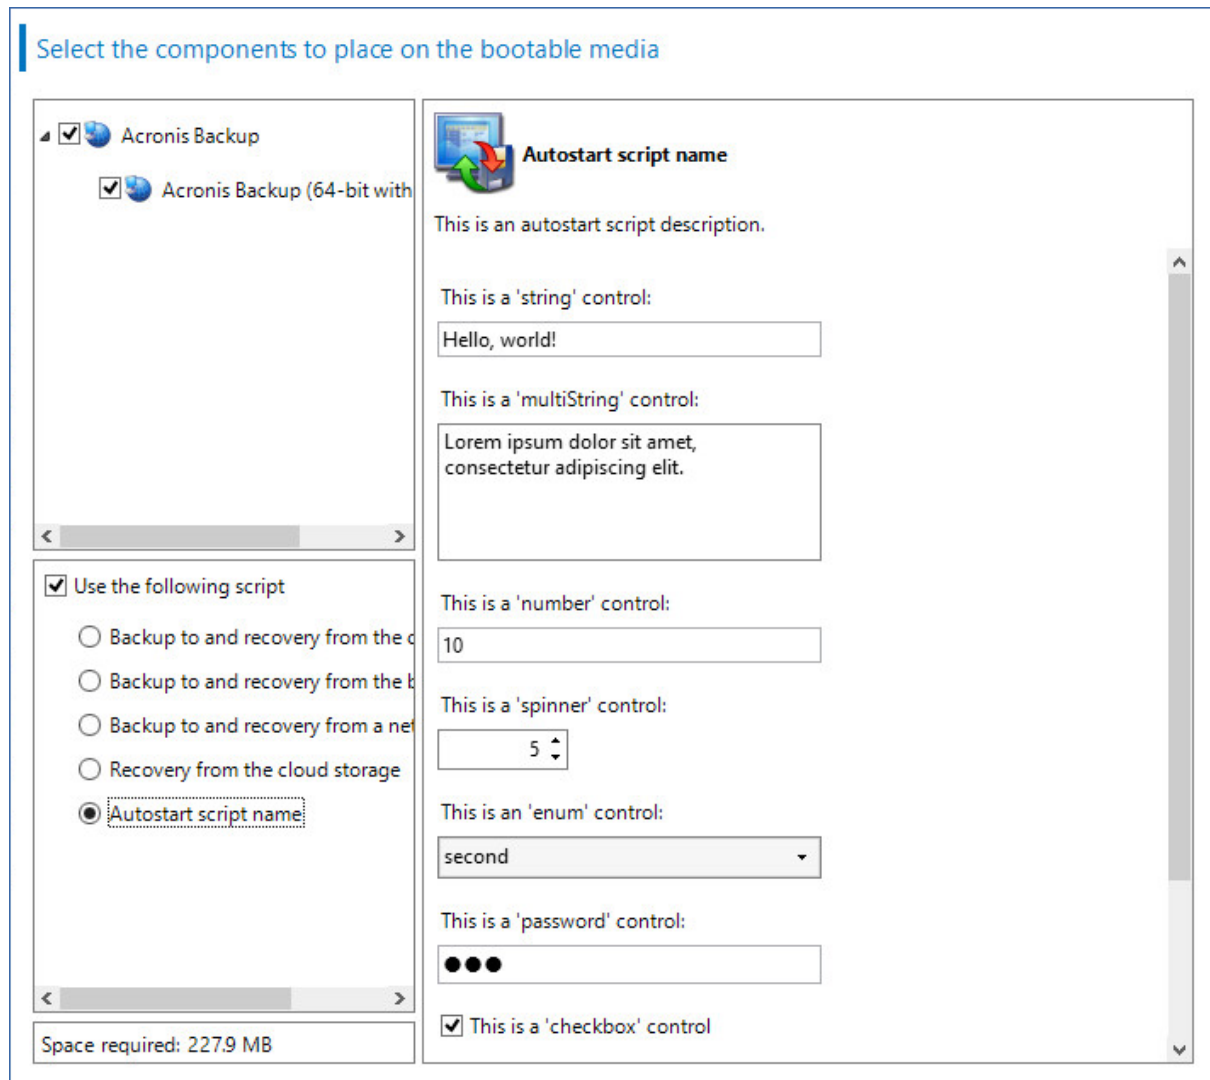 Select the components to place on the bootable media
Acronis Backup
Acronis Backup (64-bit with
Use the following script
Backup to and recovery from the
Backup to and recovery from the
Backup to and recovery from a
Recovery from the cloud storage
Autostart script name
Space required: 227.9 MB
Autostart script name
This is an autostart script description.
This is a 'string' control:
Hello, world!
This is a 'multiString' control:
Lorem ipsum dolor sit amet,
consectetur adipiscing elit.
This is a 'number' control:
10
This is a 'spinner' control:
5
This is an 'enum' control:
second
This is a 'password' control:
●●●
This is a 'checkbox' control